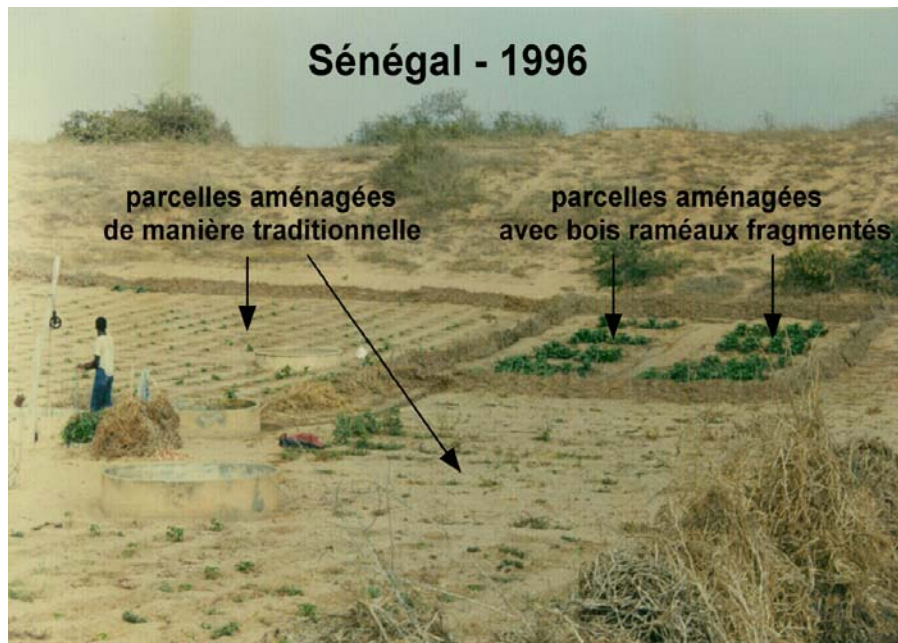 Sénégal - 1996
parcelles aménagées
de manière traditionnelle
parcelles aménagées
avec bois raméaux fragmentés